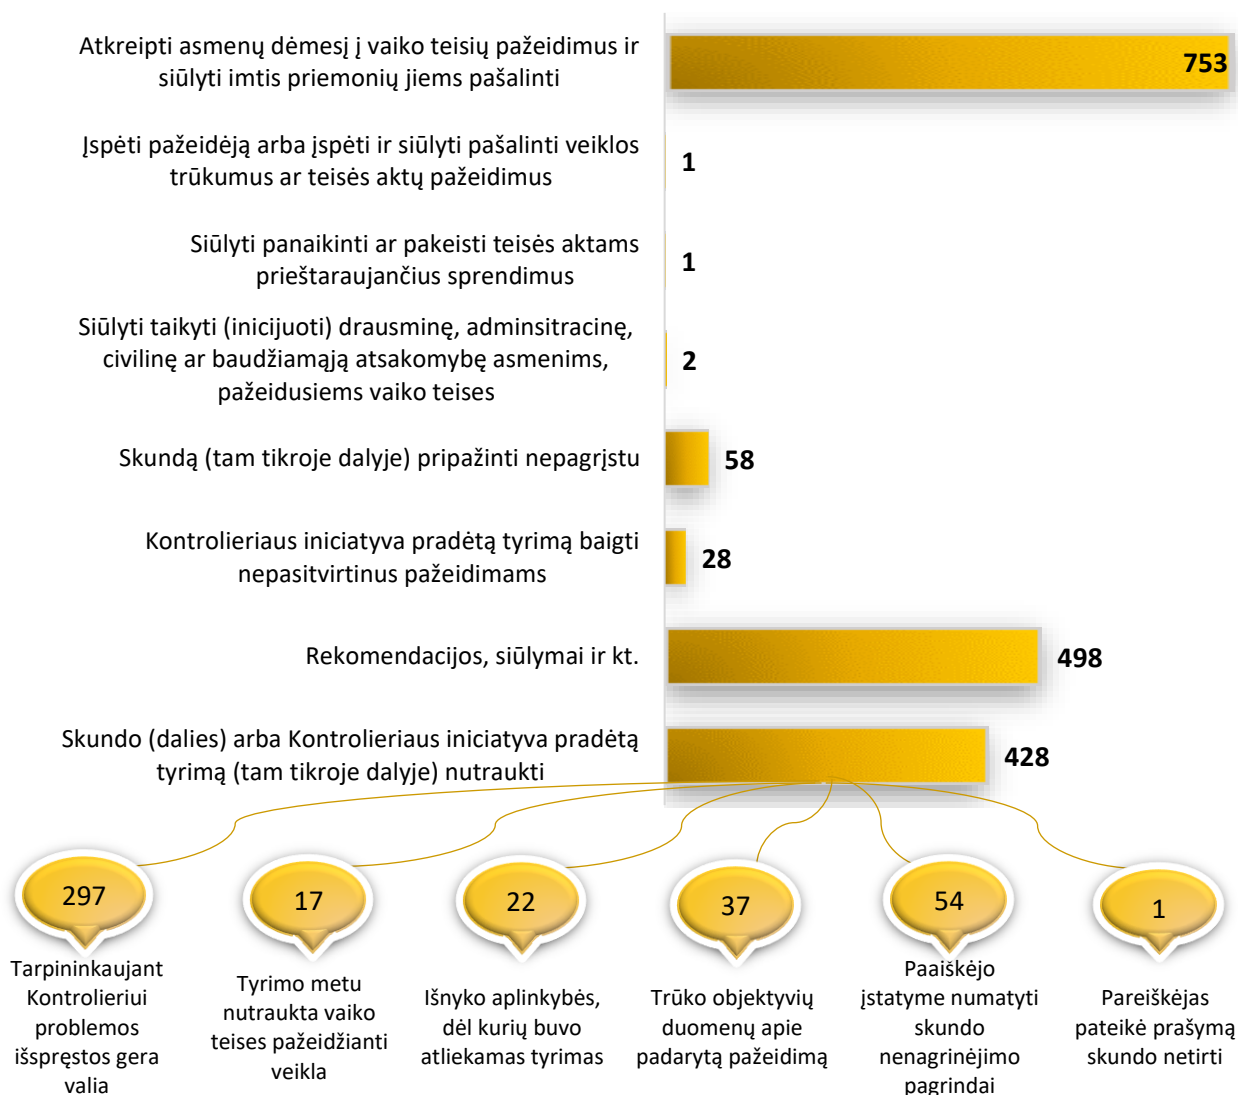 Atkreipti asmenų dėmesį į vaiko teisių pažeidimus ir
siūlyti imtis priemonių jiems pašalinti
753
Įspėti pažeidėją arba įspėti ir siūlyti pašalinti veiklos
trūkumus ar teisės aktų pažeidimus
1
Siūlyti panaikinti ar pakeisti teisės aktams
prieštaraujančius sprendimus
1
Siūlyti taikyti (inicijuoti) drausminę, adminsitracinę,
civilinę ar baudžiamąją atsakomybę asmenims,
pažeidusiems vaiko teises
2
Skundą (tam tikroje dalyje) pripažinti nepagrįstu
58
Kontrolieriaus iniciatyva pradėtą tyrimą baigti
nepasitvirtinus pažeidimams
28
Rekomendacijos, siūlymai ir kt.
498
Skundo (dalies) arba Kontrolieriaus iniciatyva pradėtą
tyrimą (tam tikroje dalyje) nutraukti
428
297
Tarpininkaujant
Kontrolieriui
problemos
išspręstos gera
valia
17
Tyrimo metu
nutraukta vaiko
teises pažeidžianti
veikla
22
Išnyko aplinkybės,
dėl kurių buvo
atliekamas tyrimas
37
Trūko objektyvių
duomenų apie
padarytą pažeidimą
54
Paaiškėjo
įstatyme numatyti
skundo
nenagrinėjimo
pagrindai
1
Pareiškėjas
pateikė prašymą
skundo netirti